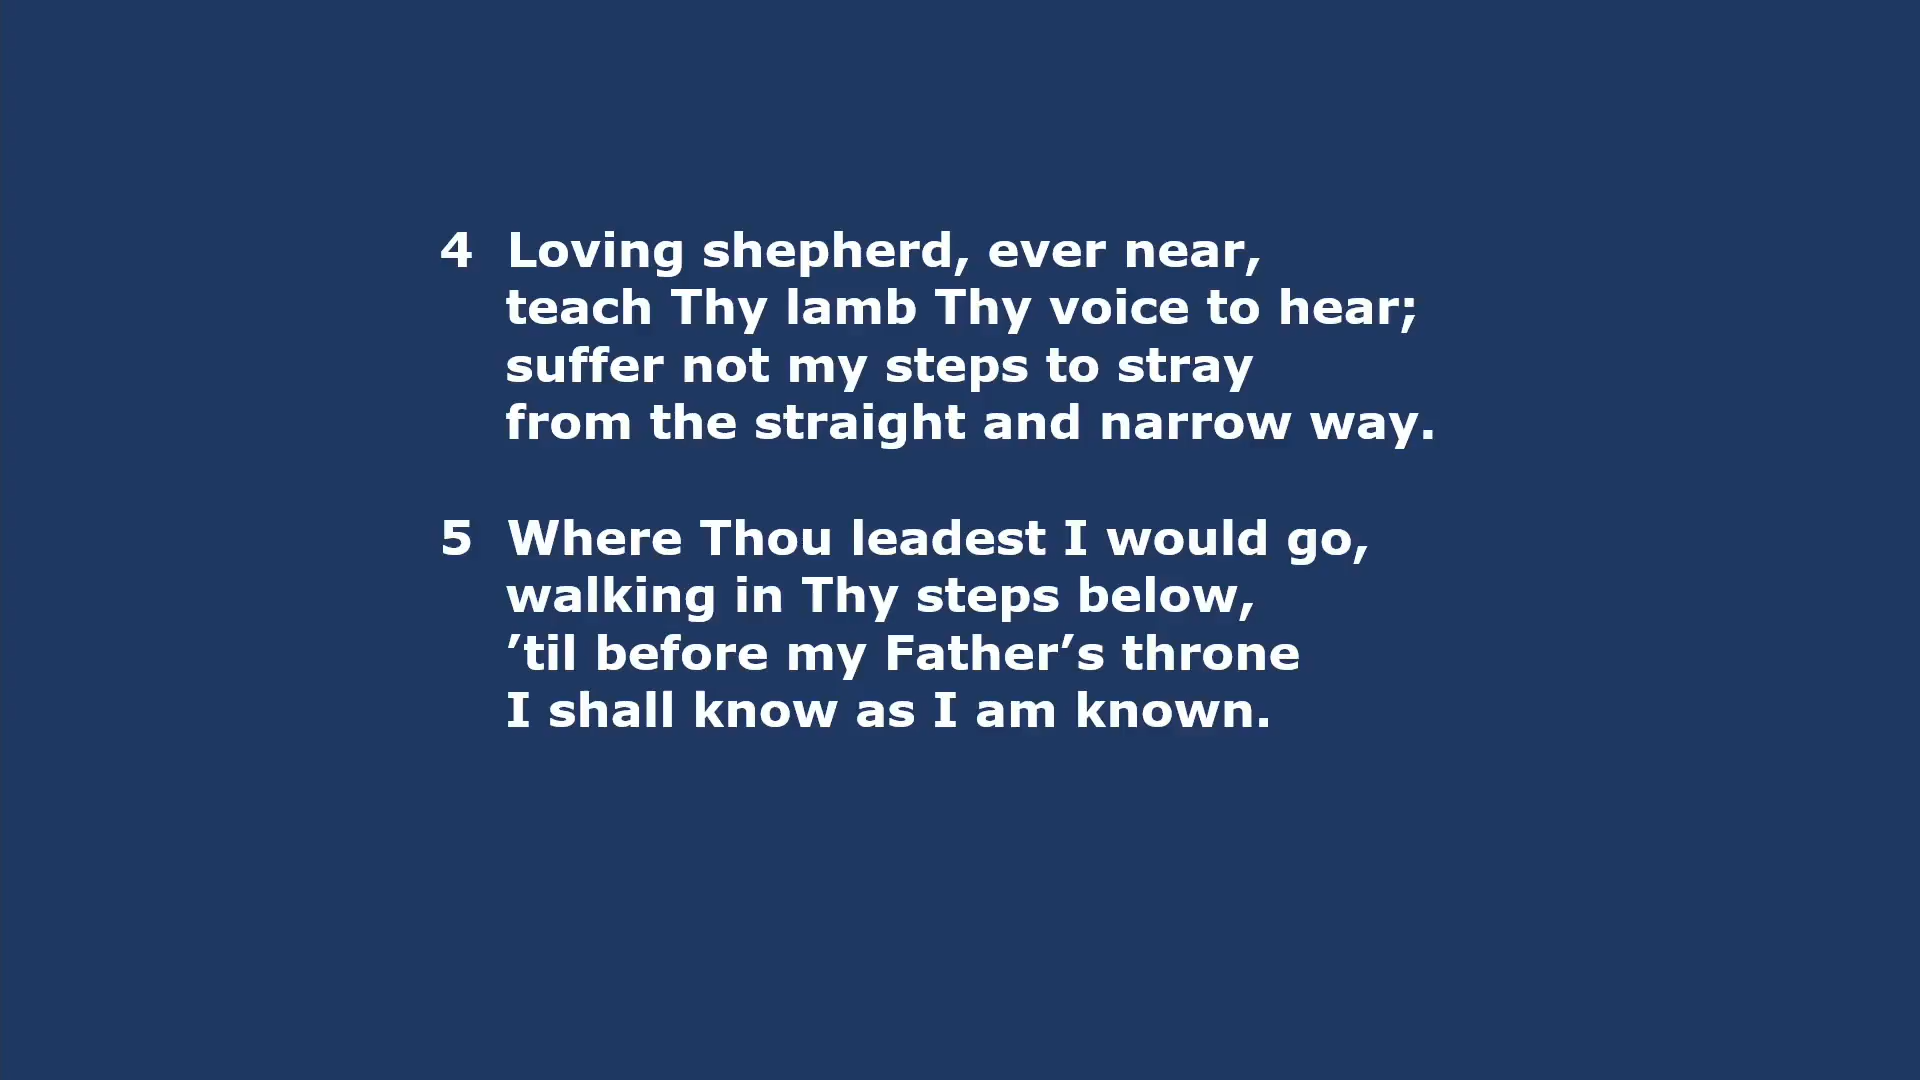 4 Loving shepherd, ever near,
teach Thy lamb Thy voice to hear;
suffer not my steps to stray
from the straight and narrow way.
5 Where Thou leadest I would go,
walking in Thy steps below,
’til before my Father’s throne
I shall know as I am known.